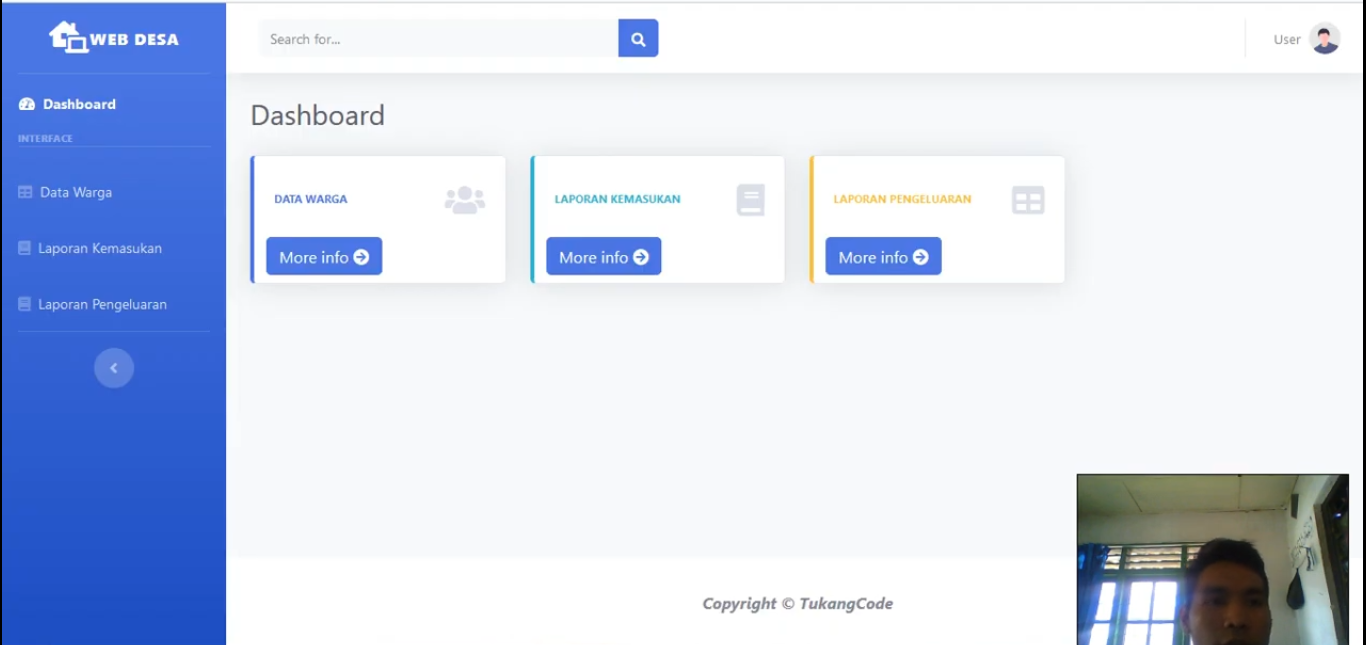 WEB DESA
Search for...
User
Dashboard
INTERFACE
Data Warga
Laporan Kemasukan
Laporan Pengeluaran
Dashboard
DATA WARGA
More info
LAPORAN KEMASUKAN
More info
LAPORAN PENGELUARAN
More info
Copyright © TukangCode